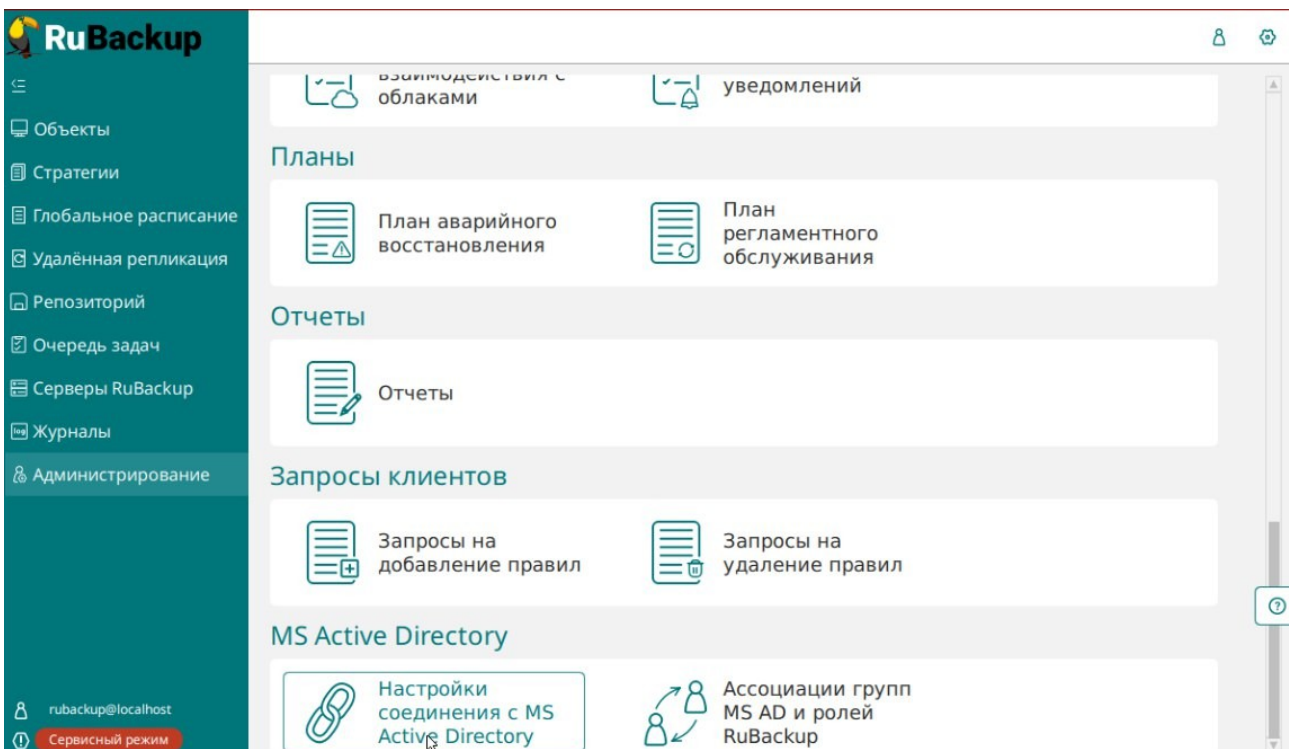 RuBackup
взаимодействия с
облаками
уведомлений
Объекты
Стратегии
Глобальное расписание
Удалённая репликация
Репозиторий
Очередь задач
Серверы RuBackup
log Журналы
Администрирование
Планы
План аварийного
восстановления
План
регламентного
обслуживания
Отчеты
Отчеты
Запросы клиентов
Запросы на
добавление правил
Запросы на
удаление правил
MS Active Directory
Настройки
соединения с MS
Active Directory
Ассоциации групп
MS AD и ролей
RuBackup
rubackup@localhost
Сервисный режим